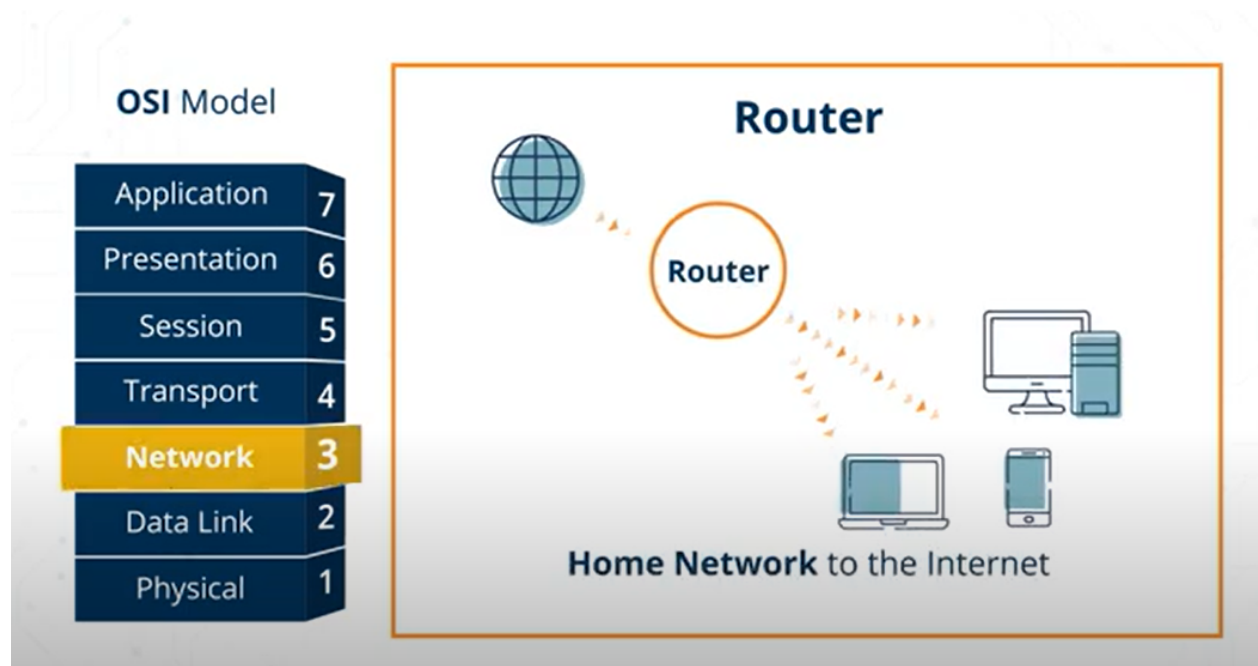 OSI Model
Application 7
Presentation 6
Session 5
Transport 4
Network 3
Data Link 2
Physical 1
Router
Router
Home Network to the Internet